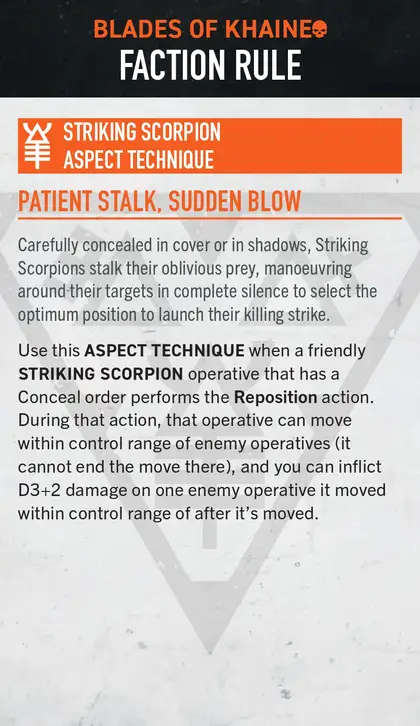 BLADES OF KHAINE
FACTION RULE
STRIKING SCORPION
ASPECT TECHNIQUE
PATIENT STALK, SUDDEN BLOW
Carefully concealed in cover or in shadows, Striking
Scorpions stalk their oblivious prey, manoeuvring
around their targets in complete silence to select the
optimum position to launch their killing strike.
Use this ASPECT TECHNIQUE when a friendly
STRIKING SCORPION operative that has a
Conceal order performs the Reposition action.
During that action, that operative can move
within control range of enemy operatives (it
cannot end the move there), and you can inflict
D3+2 damage on one enemy operative it moved
within control range of after it’s moved.